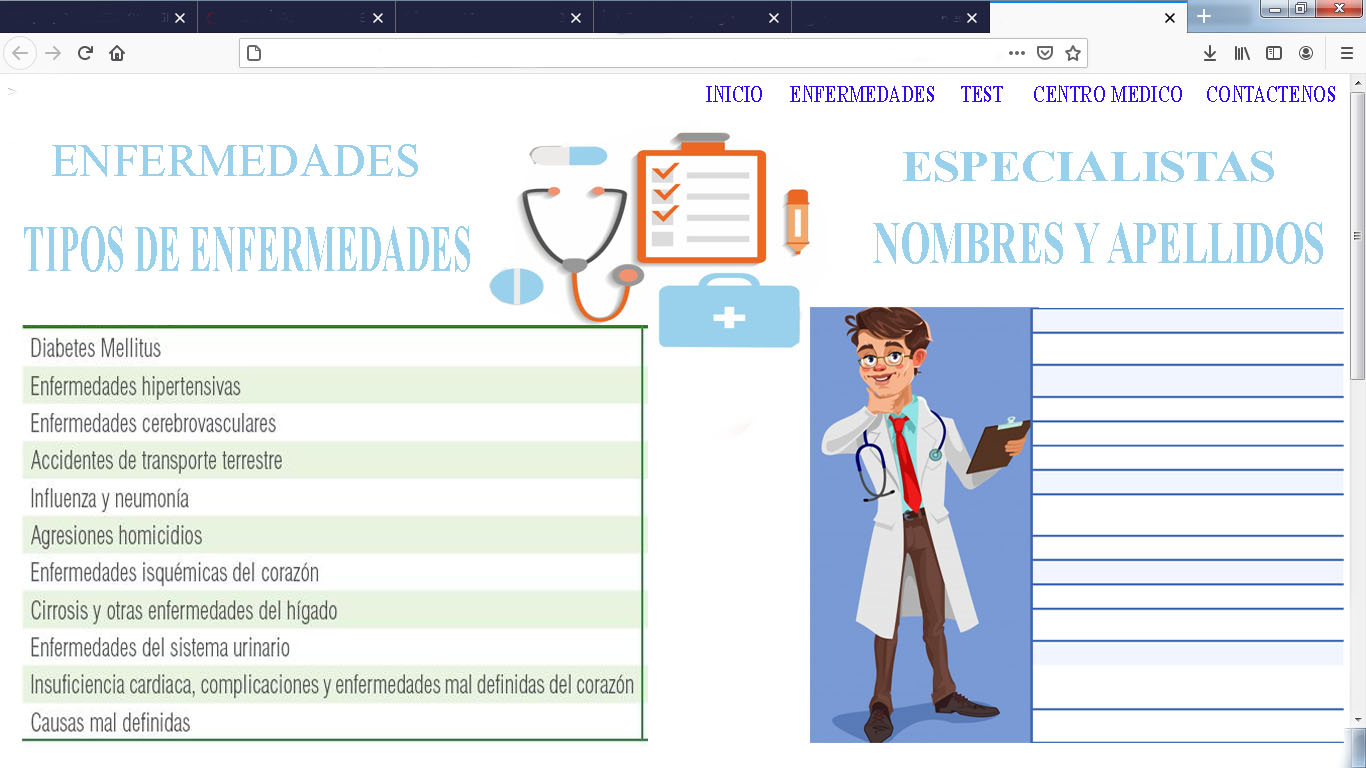 INICIO ENFERMEDADES TEST CENTRO MEDICO CONTACTENOS
ENFERMEDADES
TIPOS DE ENFERMEDADES
ESPECIALISTAS
NOMBRES Y APELLIDOS
Diabetes Mellitus
Enfermedades hipertensivas
Enfermedades cerebrovasculares
Accidentes de transporte terrestre
Influenza y neumonía
Agresiones homicidios
Enfermedades isquémicas del corazón
Cirrosis y otras enfermedades del hígado
Enfermedades del sistema urinario
Insuficiencia cardiaca, complicaciones y enfermedades mal definidas del corazón
Causas mal definidas